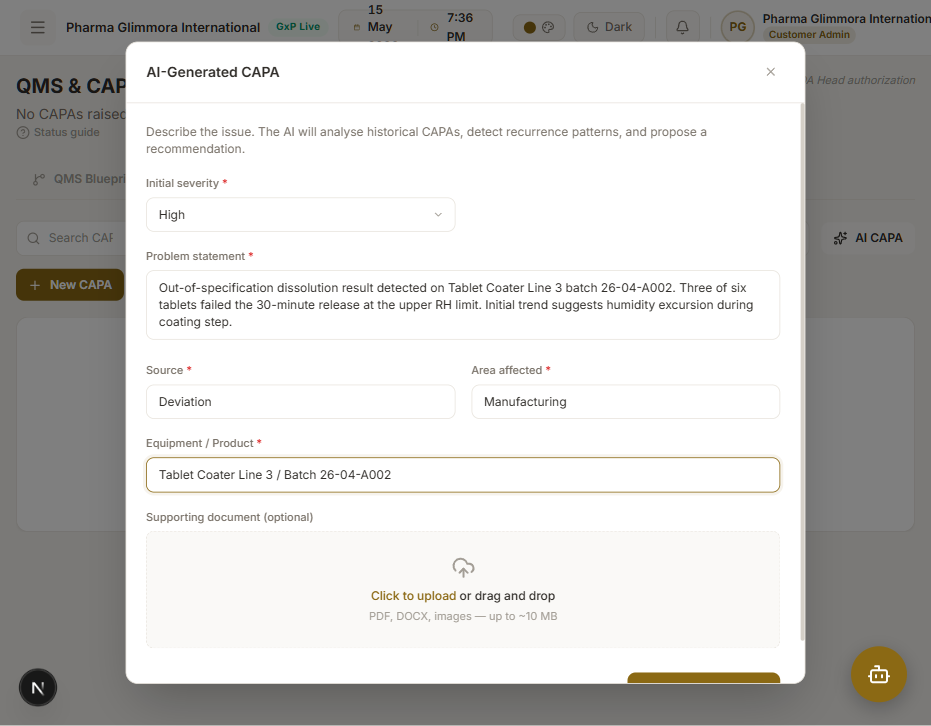 Pharma Glimmora International
GxP Live
15
May
7:36
PM
Dark
PG
Pharma Glimmora Internation
Customer Admin
QMS & CAP
A Head authorization
No CAPAs raised
Status guide
QMS Bluepri
Search CAP
AI CAPA
New CAPA
AI-Generated CAPA
Describe the issue. The AI will analyse historical CAPAs, detect recurrence patterns, and propose a
recommendation.
Initial severity *
High
Problem statement *
Out-of-specification dissolution result detected on Tablet Coater Line 3 batch 26-04-A002. Three of six
tablets failed the 30-minute release at the upper RH limit. Initial trend suggests humidity excursion during
coating step.
Source * Area affected *
Deviation Manufacturing
Equipment / Product *
Tablet Coater Line 3 / Batch 26-04-A002
Supporting document (optional)
Click to upload or drag and drop
PDF, DOCX, images — up to ~10 MB
N